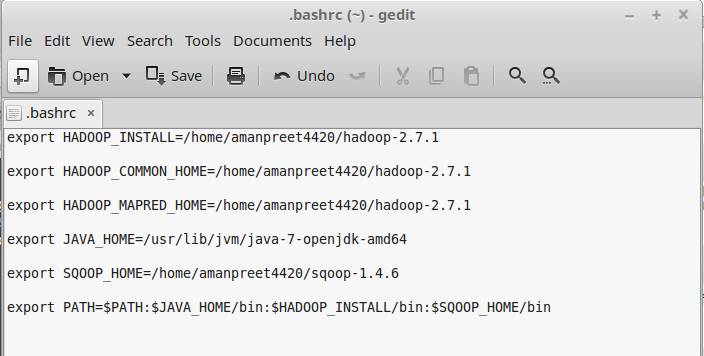 .bashrc (~) - gedit
File Edit View Search Tools Documents Help
Open Save Undo
.bashrc ×
export HADOOP_INSTALL=/home/amanpreet4420/hadoop-2.7.1
export HADOOP_COMMON_HOME=/home/amanpreet4420/hadoop-2.7.1
export HADOOP_MAPRED_HOME=/home/amanpreet4420/hadoop-2.7.1
export JAVA_HOME=/usr/lib/jvm/java-7-openjdk-amd64
export SQOOP_HOME=/home/amanpreet4420/sqoop-1.4.6
export PATH=$PATH:$JAVA_HOME/bin:$HADOOP_INSTALL/bin:$SQOOP_HOME/bin